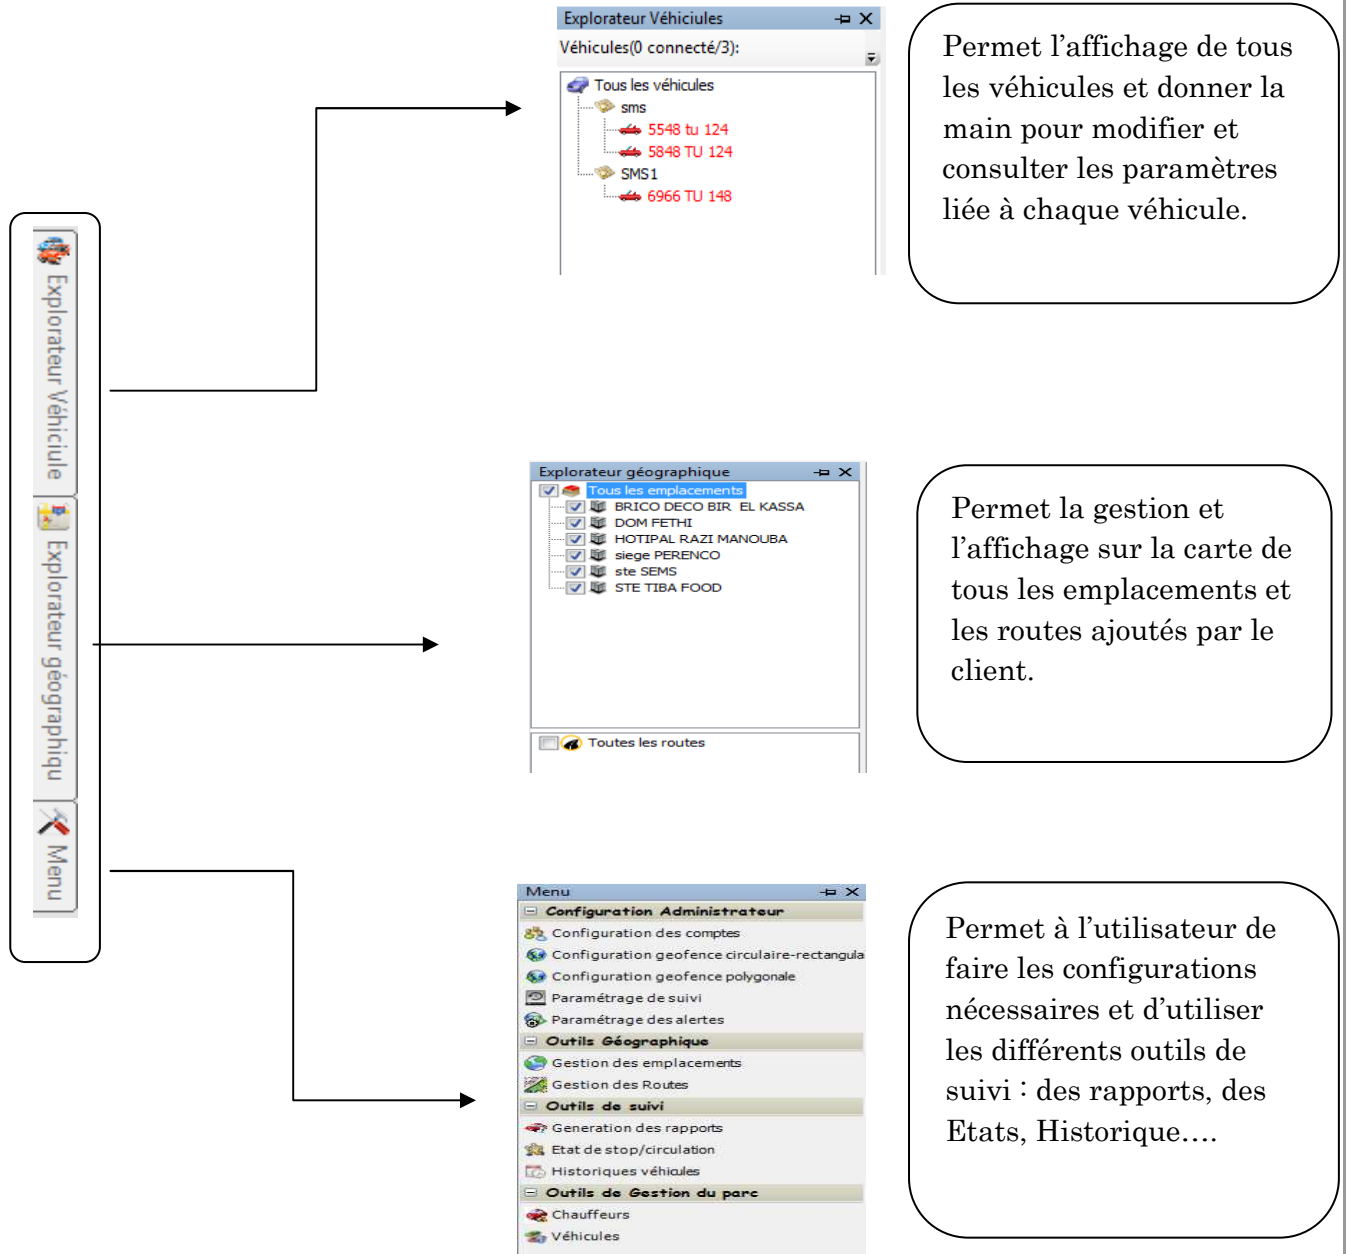 Explorateur Véhiciule
Explorateur géographiqu
Menu
Explorateur Véhiciules
Véhicules(0 connecté/3):
Tous les véhicules
sms
5548 tu 124
5848 TU 124
SMS1
6966 TU 148
Permet l'affichage de tous
les véhicules et donner la
main pour modifier et
consulter les paramètres
liée à chaque véhicule.
Explorateur géographique
Tous les emplacements
BRICO DECO BIR EL KASSA
DOM FETHI
HOTIPAL RAZI MANOUBA
siege PERENCO
ste SEMS
STE TIBA FOOD
Toutes les routes
Permet la gestion et
l'affichage sur la carte de
tous les emplacements et
les routes ajoutés par le
client.
Menu
Configuration Administrateur
Configuration des comptes
Configuration geofence circulaire-rectangula
Configuration geofence polygonale
Paramétrage de suivi
Paramétrage des alertes
Outils Géographique
Gestion des emplacements
Gestion des Routes
Outils de suivi
Generation des rapports
Etat de stop/circulation
Historiques véhicules
Outils de Gestion du parc
Chauffeurs
Véhicules
Permet à l'utilisateur de
faire les configurations
nécessaires et d'utiliser
les différents outils de
suivi : des rapports, des
Etats, Historique….